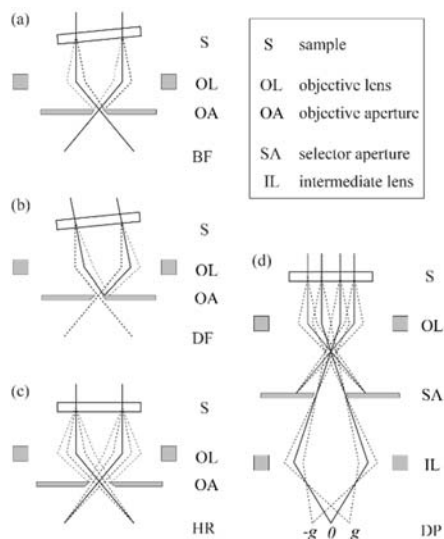 (a)
S
OL
OA
BF
(b)
S
OL
OA
DF
(c)
S
OL
OA
HR
S sample
OL objective lens
OA objective aperture
SA selector aperture
IL intermediate lens
(d)
S
OL
SA
IL
-g 0 g
DP